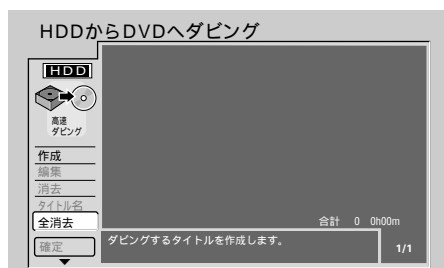 HDDからDVDへダビング
HDD
高速
ダビング
作成
編集
消去
タイトル名
全消去
確定
合計 0 0h00m
ダビングするタイトルを作成します。
1/1